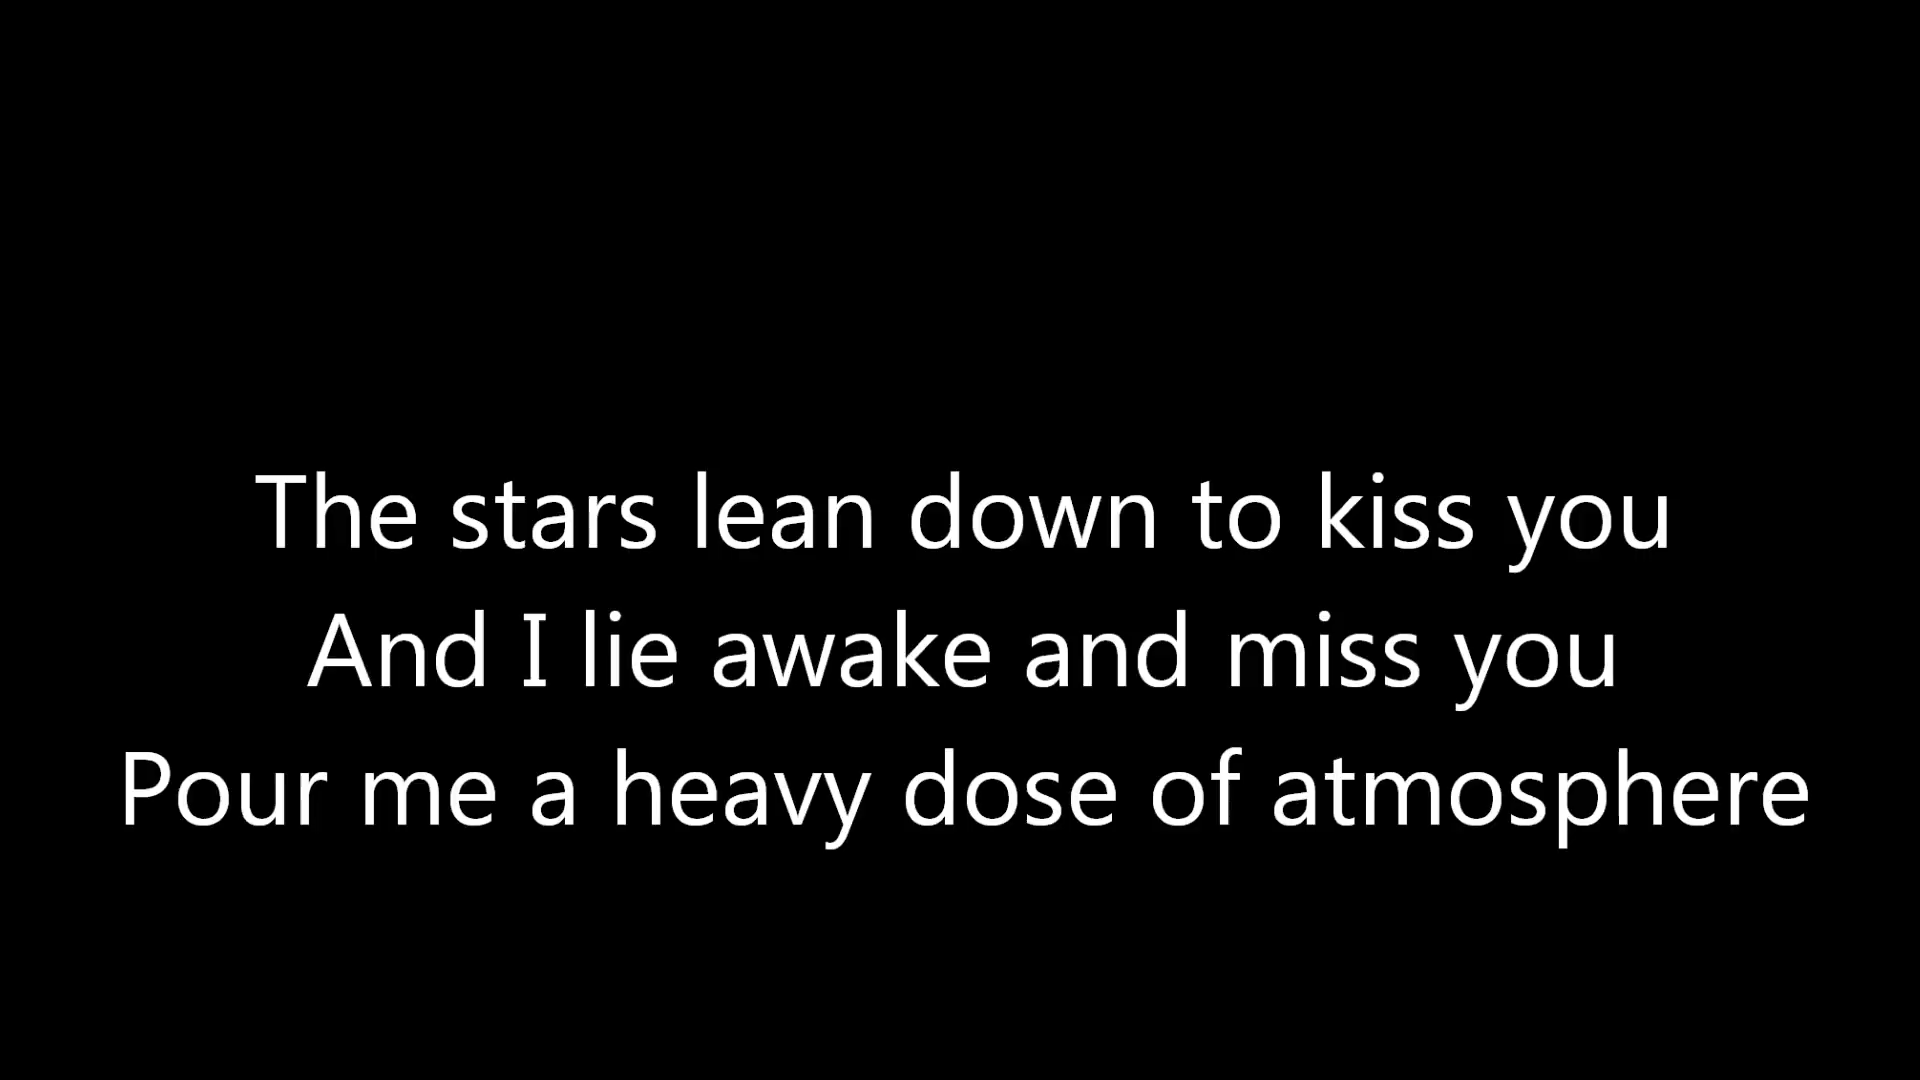 The stars lean down to kiss you
And I lie awake and miss you
Pour me a heavy dose of atmosphere